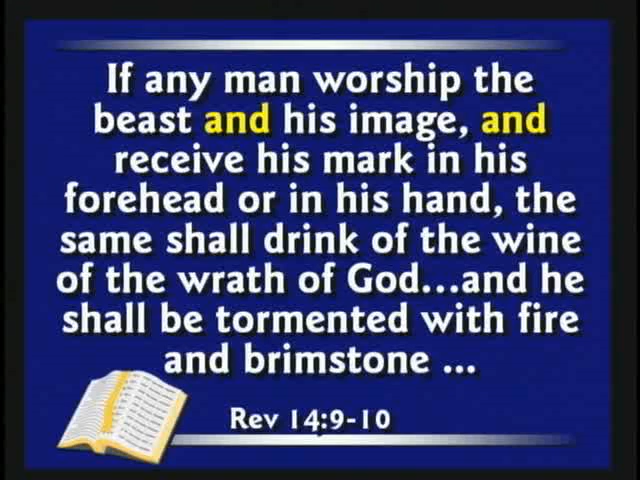 If any man worship the
beast and his image, and
receive his mark in his
forehead or in his hand, the
same shall drink of the wine
of the wrath of God...and he
shall be tormented with fire
and brimstone ...
Rev 14:9-10